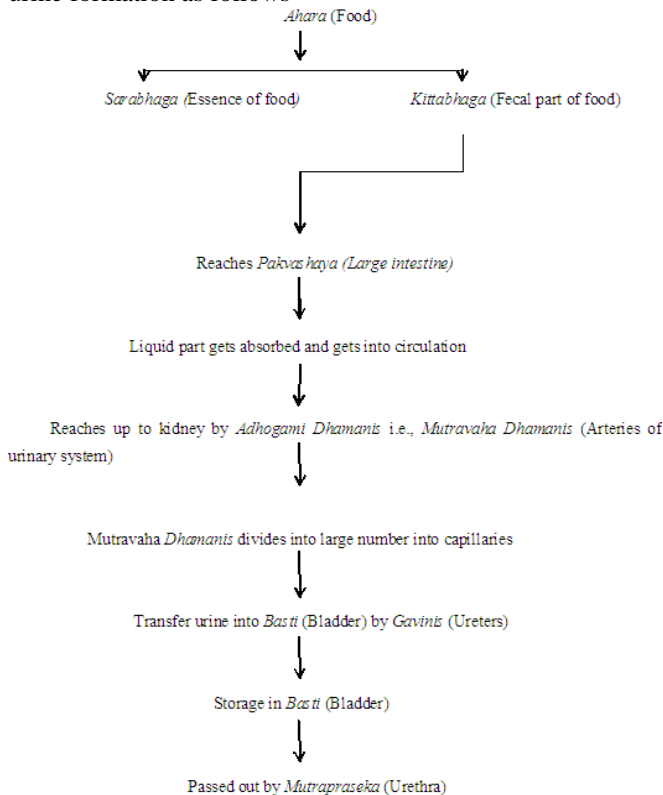 urine formation as follows
Ahara (Food)
Sarabhaga (Essence of food)
Kittabhaga (Fecal part of food)
Reaches Pakvashaya (Large intestine)
Liquid part gets absorbed and gets into circulation
Reaches up to kidney by Adhogami Dhamanis i.e., Mutravaha Dhamanis (Arteries of
urinary system)
Mutravaha Dhamanis divides into large number into capillaries
Transfer urine into Basti (Bladder) by Gavinis (Ureters)
Storage in Basti (Bladder)
Passed out by Mutrapraseka (Urethra)